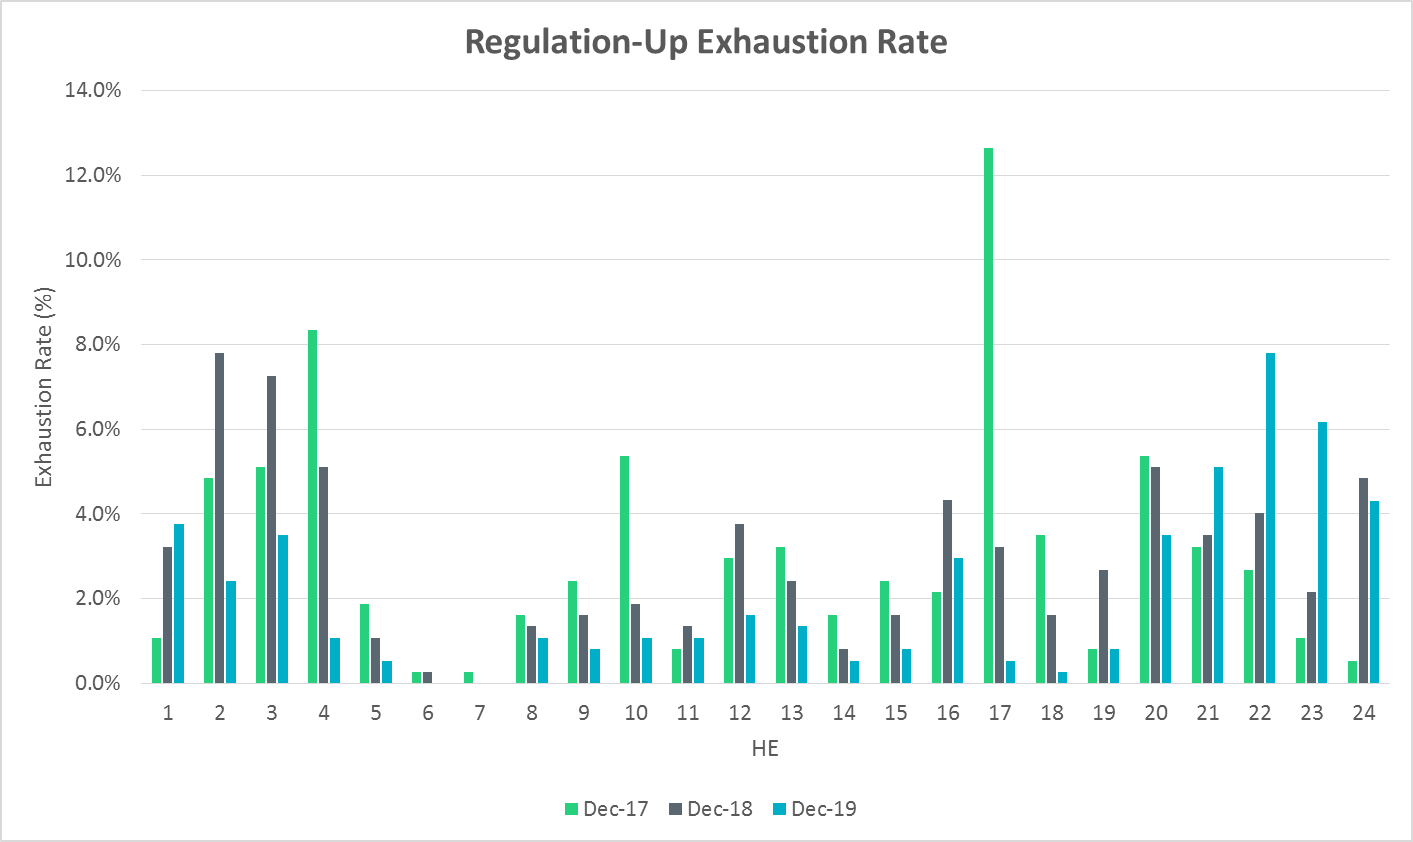 Regulation-Up Exhaustion Rate
14.0%
12.0%
10.0%
8.0%
6.0%
4.0%
2.0%
0.0%
Exhaustion Rate (%)
1 2 3 4 5 6 7 8 9 10 11 12 13 14 15 16 17 18 19 20 21 22 23 24
HE
Dec-17 Dec-18 Dec-19